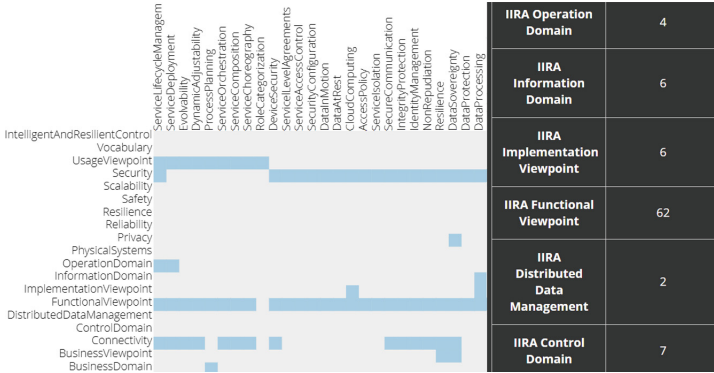 ServiceLifecycleManagem
ServiceDeployment
Evolvability
DynamicAdjustability
ProcessPlanning
ServiceOrchestration
ServiceComposition
ServiceChoreography
RoleCategorization
DeviceSecurity
ServicelLevelAgreements
ServiceAccessControl
SecurityConfiguration
DataInMotion
DataAtRest
CloudComputing
AccessPolicy
ServiceIsolation
SecureCommunication
IntegrityProtection
IdentityManagement
NonRepudiation
Resilience
DataSovereignty
DataProtection
DataProcessing
IntelligentAndResilientControl
Vocabulary
UsageViewpoint
Security
Scalability
Safety
Resilience
Reliability
Privacy
PhysicalSystems
OperationDomain
InformationDomain
ImplementationViewpoint
FunctionalViewpoint
DistributedDataManagement
ControlDomain
Connectivity
BusinessViewpoint
BusinessDomain
IIRA Operation
Domain
4
IIRA
Information
Domain
6
IIRA
Implementation
Viewpoint
6
IIRA Functional
Viewpoint
62
IIRA
Distributed
Data
Management
2
IIRA Control
Domain
7